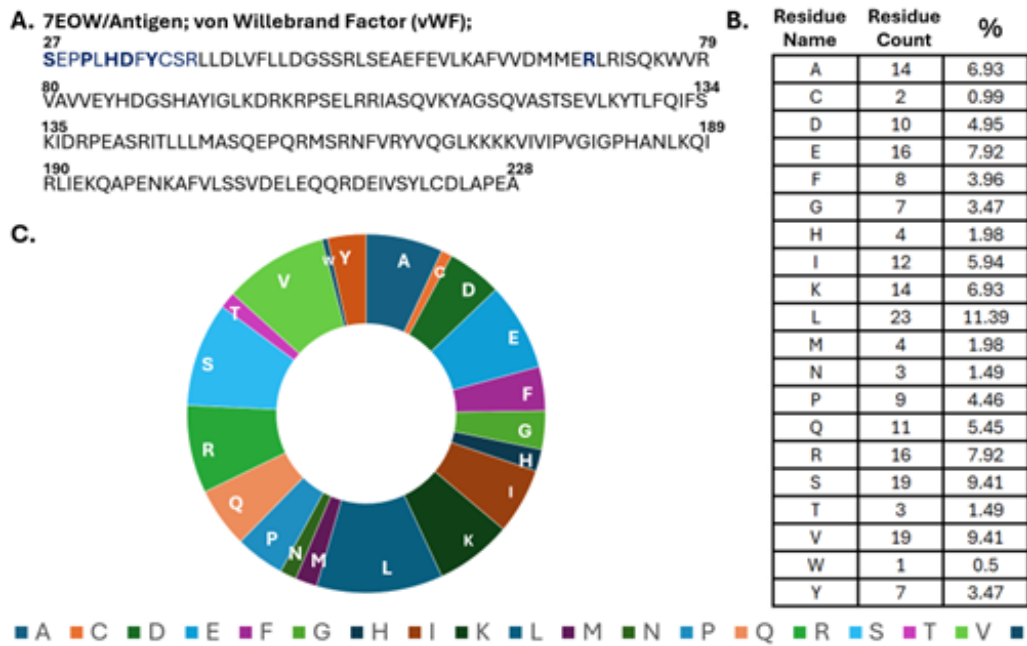 A. 7EOW/Antigen; von Willebrand Factor (vWF);
27 79
SEPPLHDFYCSRLLDLVFLLDGSSRLSEAEFEVLKAFVVDMMERLRISQKWVR
80 134
VAVVEYHDGSHAYIGLKDRKRPSELRRIASQVKYAGSQVASTSEVLKYTLFQIFS
135 189
KIDRPEASRITLLLMASQEPQRMSRNFVRYVQGLKKKKVIVIPVGIGPHANLKQI
190 228
RLIEKQAPENKAFVLSSVDELEQQRDEIVSYLCDLAPEA
B.
Residue Name Residue Count %
A 14 6.93
C 2 0.99
D 10 4.95
E 16 7.92
F 8 3.96
G 7 3.47
H 4 1.98
I 12 5.94
K 14 6.93
L 23 11.39
M 4 1.98
N 3 1.49
P 9 4.46
Q 11 5.45
R 16 7.92
S 19 9.41
T 3 1.49
V 19 9.41
W 1 0.5
Y 7 3.47
C.
A
C
D
E
F
G
H
I
K
L
M
N
P
Q
R
S
T
V
W
Y
A C D E F G H I K L M N P Q R S T V